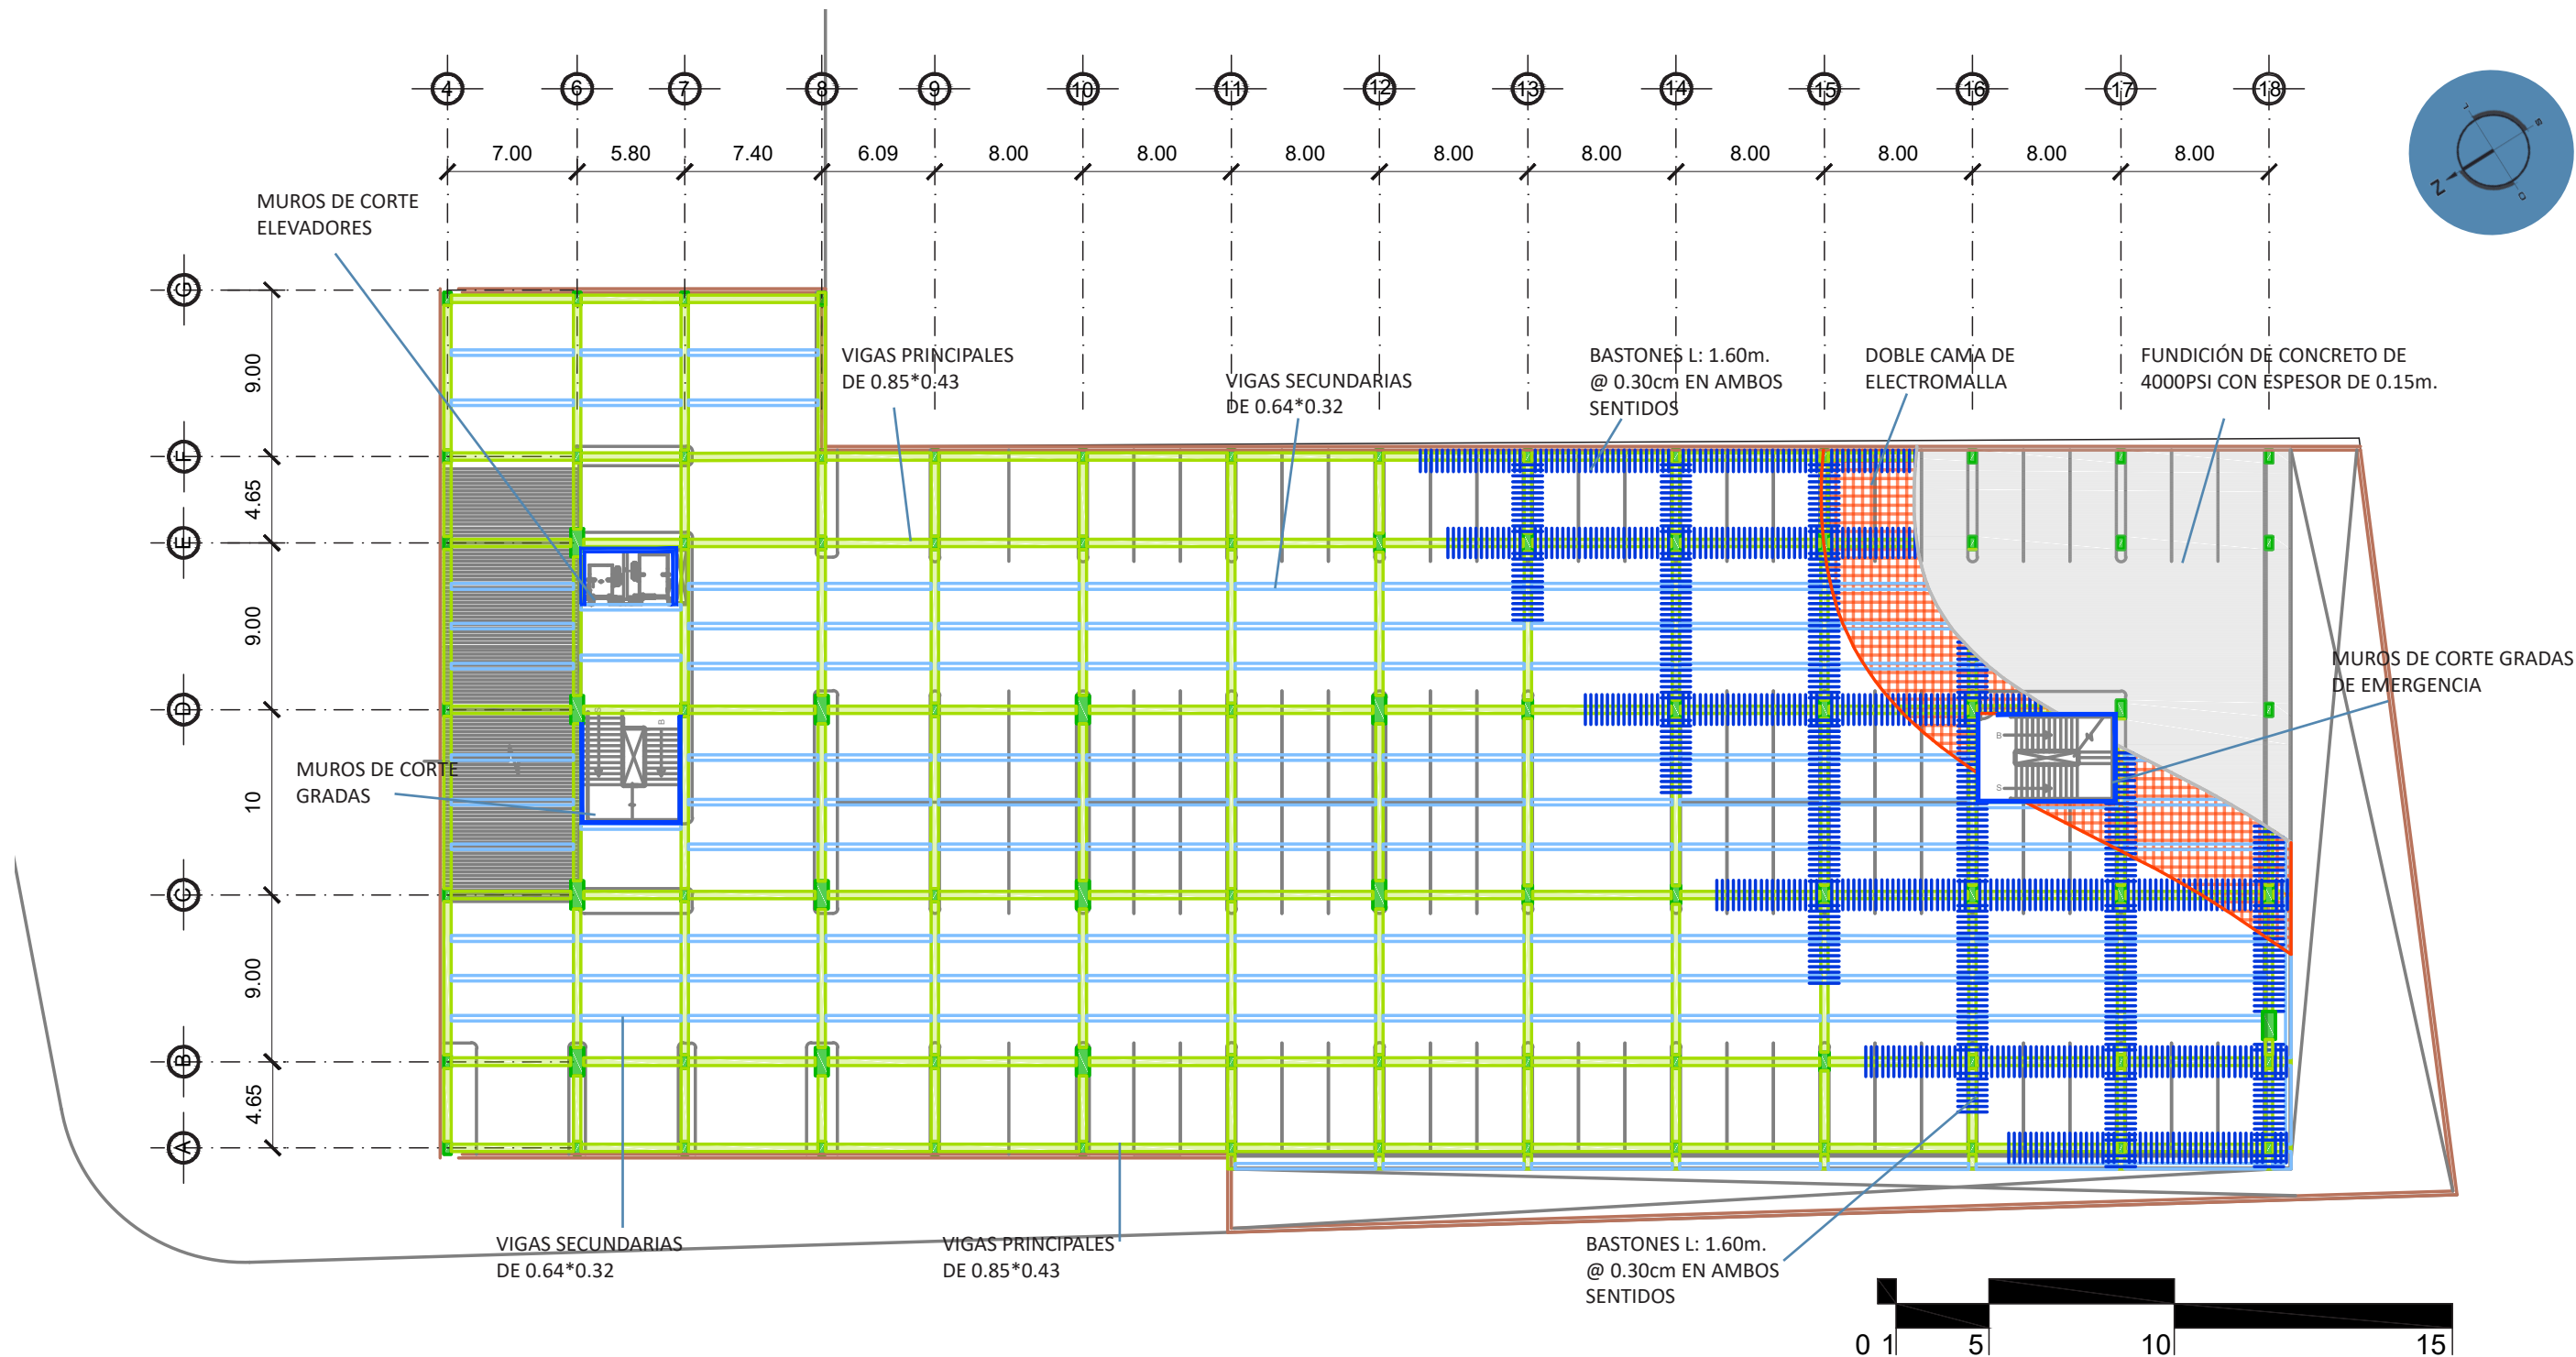 4 6 7 8 9 10 11 12 13 14 15 16 17 18
7.00 5.80 7.40 6.09 8.00 8.00 8.00 8.00 8.00 8.00 8.00 8.00 8.00
N
S
O
MUROS DE CORTE
ELEVADORES
G
9.00
VIGAS PRINCIPALES
DE 0.85*0.43
VIGAS SECUNDARIAS
DE 0.64*0.32
BASTONES L: 1.60m.
@ 0.30cm EN AMBOS
SENTIDOS
DOBLE CAMA DE
ELECTROMALLA
FUNDICIÓN DE CONCRETO DE
4000PSI CON ESPESOR DE 0.15m.
F
4.65
E
9.00
MUROS DE CORTE GRADAS
DE EMERGENCIA
D
S
B
B
S
10
MUROS DE CORTE
GRADAS
C
9.00
B
4.65
A
VIGAS SECUNDARIAS
DE 0.64*0.32
VIGAS PRINCIPALES
DE 0.85*0.43
BASTONES L: 1.60m.
@ 0.30cm EN AMBOS
SENTIDOS
0 1 5 10 15